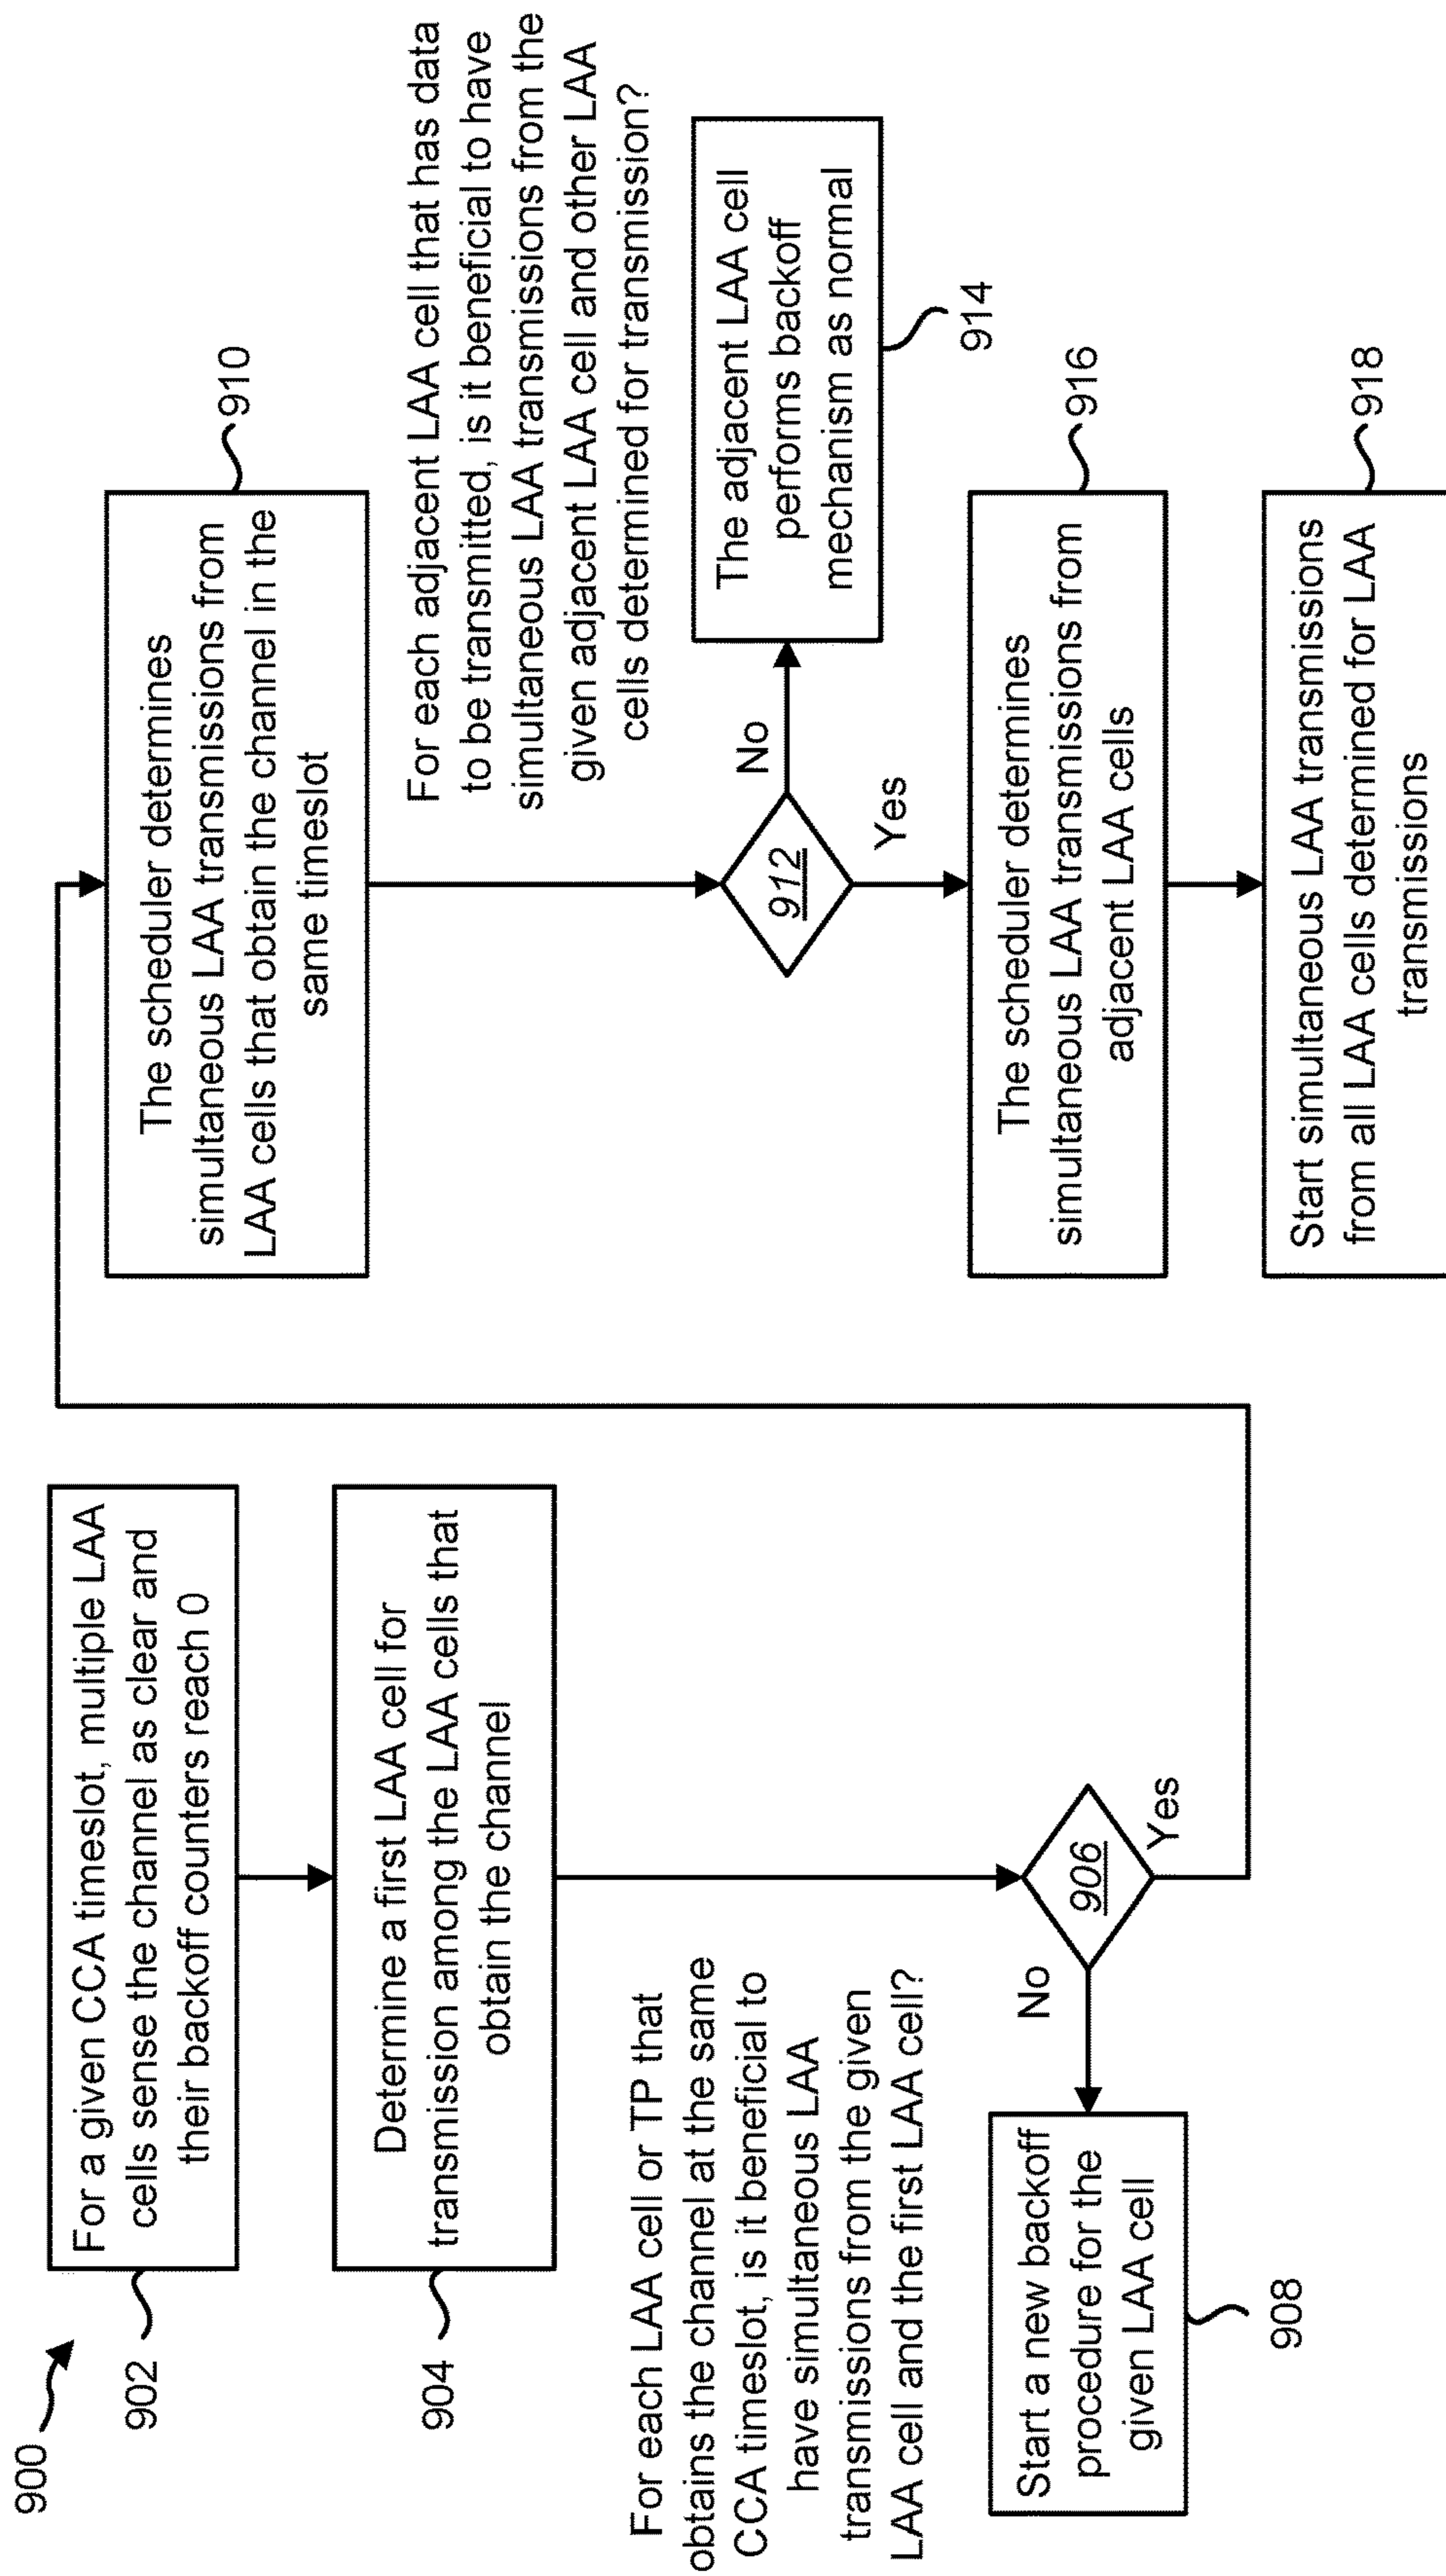 900
902
For a given CCA timeslot, multiple LAA
cells sense the channel as clear and
their backoff counters reach 0
904
Determine a first LAA cell for
transmission among the LAA cells that
obtain the channel
For each LAA cell or TP that
obtains the channel at the same
CCA timeslot, is it beneficial to
have simultaneous LAA
transmissions from the given
LAA cell and the first LAA cell?
906
No
Yes
Start a new backoff
procedure for the
given LAA cell
908
The scheduler determines
simultaneous LAA transmissions from
LAA cells that obtain the channel in the
same timeslot
910
For each adjacent LAA cell that has data
to be transmitted, is it beneficial to have
simultaneous LAA transmissions from the
given adjacent LAA cell and other LAA
cells determined for transmission?
912
No
Yes
The adjacent LAA cell
performs backoff
mechanism as normal
914
The scheduler determines
simultaneous LAA transmissions from
adjacent LAA cells
916
Start simultaneous LAA transmissions
from all LAA cells determined for LAA
transmissions
918